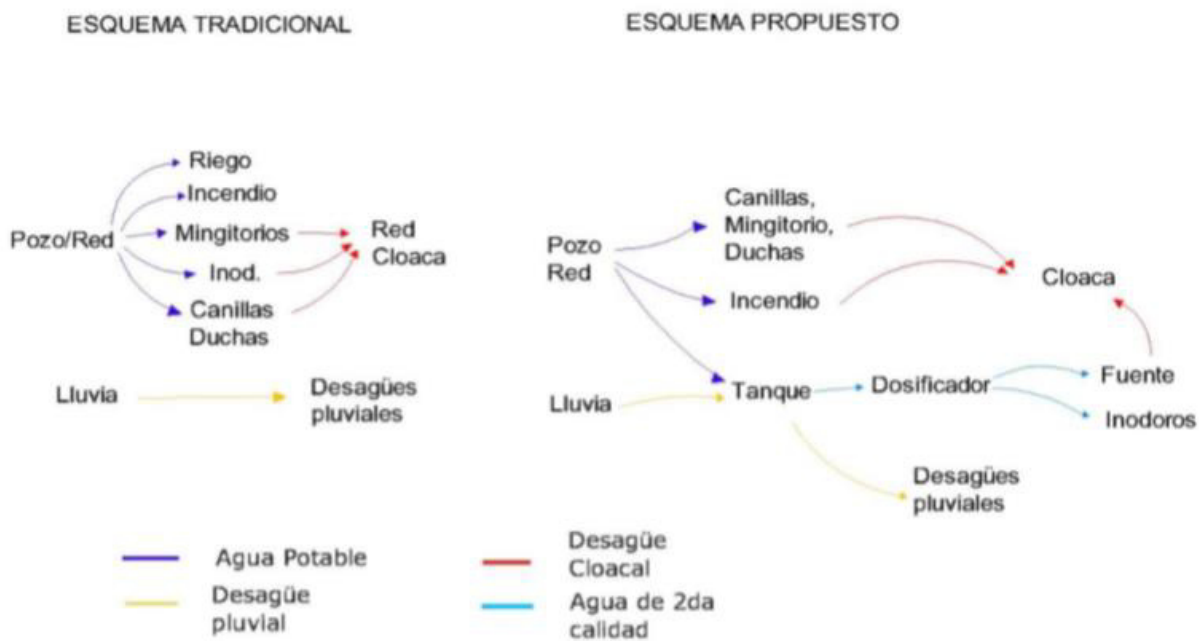 ESQUEMA TRADICIONAL
Riego
Incendio
Pozo/Red
Mingitorios
Red
Cloaca
Inod.
Canillas
Duchas
Lluvia
Desagües
pluviales
ESQUEMA PROPUESTO
Canillas,
Mingitorio,
Duchas
Pozo
Red
Incendio
Cloaca
Lluvia
Tanque
Dosificador
Fuente
Inodoros
Desagües
pluviales
Agua Potable
Desagüe
pluvial
Desagüe
Cloacal
Agua de 2da
calidad